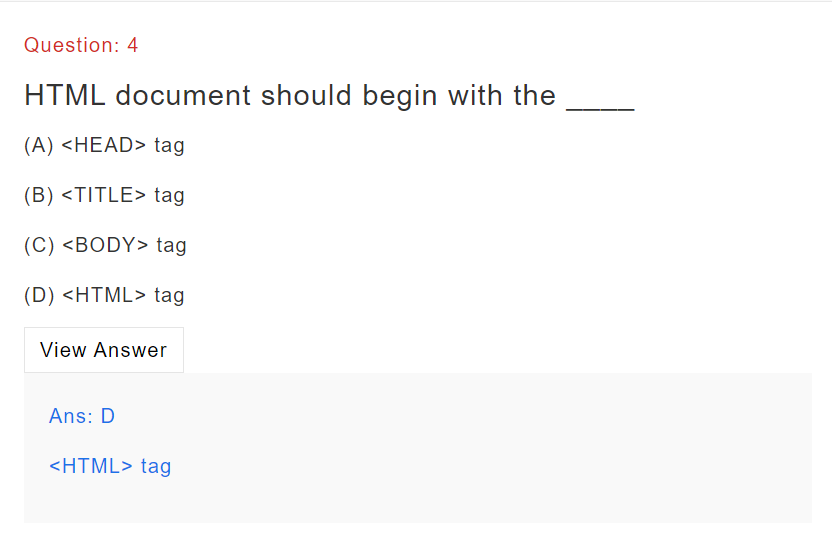 Question: 4
HTML document should begin with the ____
(A) <HEAD> tag
(B) <TITLE> tag
(C) <BODY> tag
(D) <HTML> tag
View Answer
Ans: D
<HTML> tag